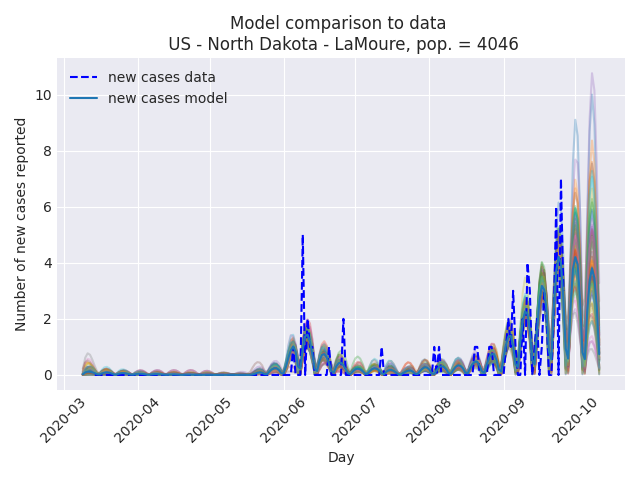 Model comparison to data
US - North Dakota - LaMoure, pop. = 4046
new cases data
new cases model
Number of new cases reported
10
8
6
4
2
0
2020-03
2020-04
2020-05
2020-06
2020-07
2020-08
2020-09
2020-10
Day